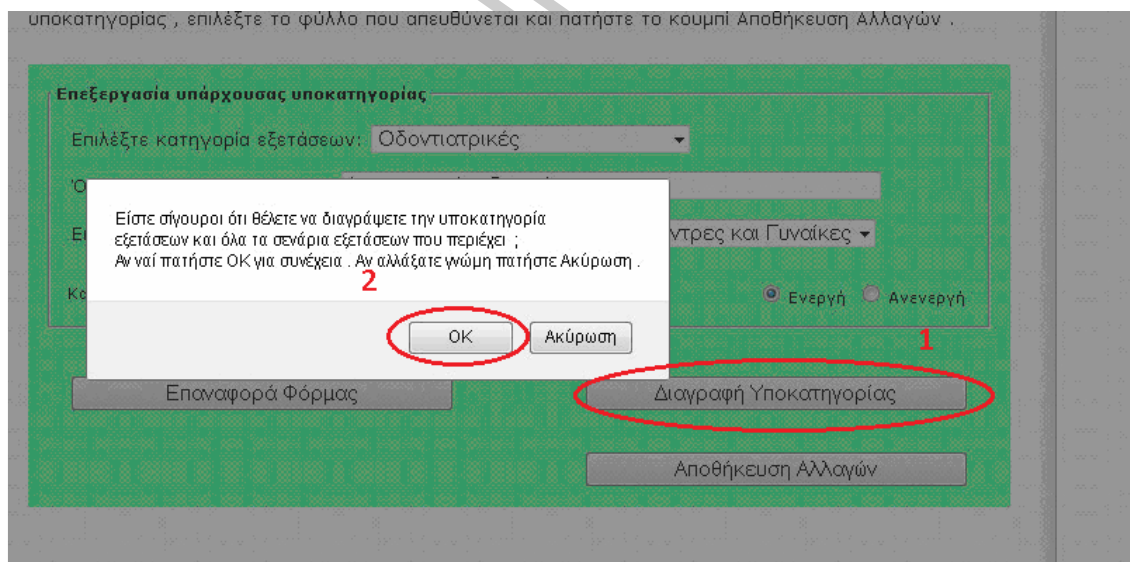 υποκατηγορίας , επιλέξτε το φύλλο που απευθύνεται και πατήστε το κουμπί Αποθήκευση Αλλαγών .
Επεξεργασία υπάρχουσας υποκατηγορίας
Επιλέξτε κατηγορία εξετάσεων: Οδοντιατρικές
Είστε σίγουροι ότι θέλετε να διαγράψετε την υποκατηγορία
εξετάσεων και όλα τα σενάρια εξετάσεων που περιέχει ;
Αν ναί πατήστε OK για συνέχεια . Αν αλλάξατε γνώμη πατήστε Ακύρωση .
και Γυναίκες
2
Ενεργή Ανενεργή
OK Ακύρωση
1
Επαναφορά Φόρμας Διαγραφή Υποκατηγορίας
Αποθήκευση Αλλαγών